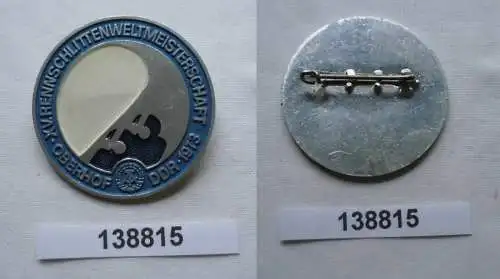 XV. RENNSCHLITTENWELTMEISTERSCHAFT
OBERHOF DDR · 1973
138815
138815